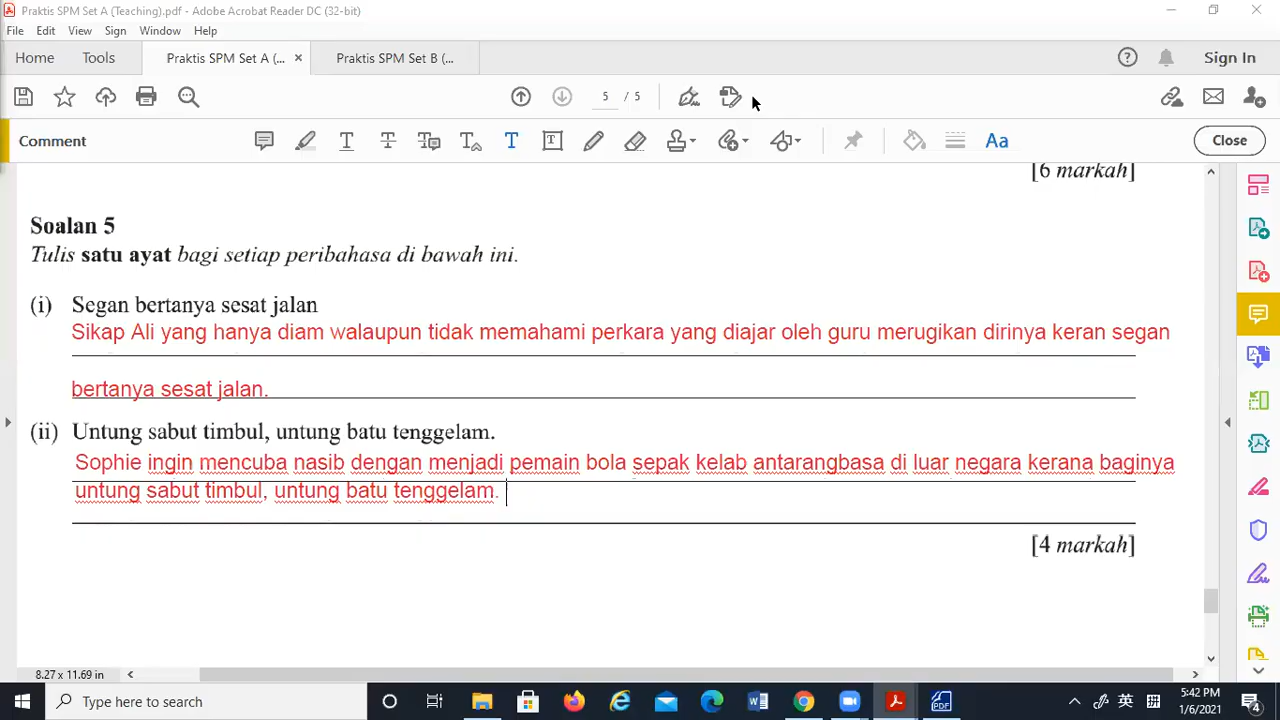 Praktis SPM Set A (Teaching).pdf - Adobe Acrobat Reader DC (32-bit)
File Edit View Sign Window Help
Home Tools Praktis SPM Set A (... × Praktis SPM Set B (... Sign In
5 / 5
Comment Close
[6 markah]
Soalan 5
Tulis satu ayat bagi setiap peribahasa di bawah ini.
(i) Segan bertanya sesat jalan
Sikap Ali yang hanya diam walaupun tidak memahami perkara yang diajar oleh guru merugikan dirinya keran segan
bertanya sesat jalan.
(ii) Untung sabut timbul, untung batu tenggelam.
Sophie ingin mencuba nasib dengan menjadi pemain bola sepak kelab antarangbasa di luar negara kerana baginya
untung sabut timbul, untung batu tenggelam.
[4 markah]
8.27 x 11.69 in
Type here to search
英
5:42 PM
1/6/2021
4